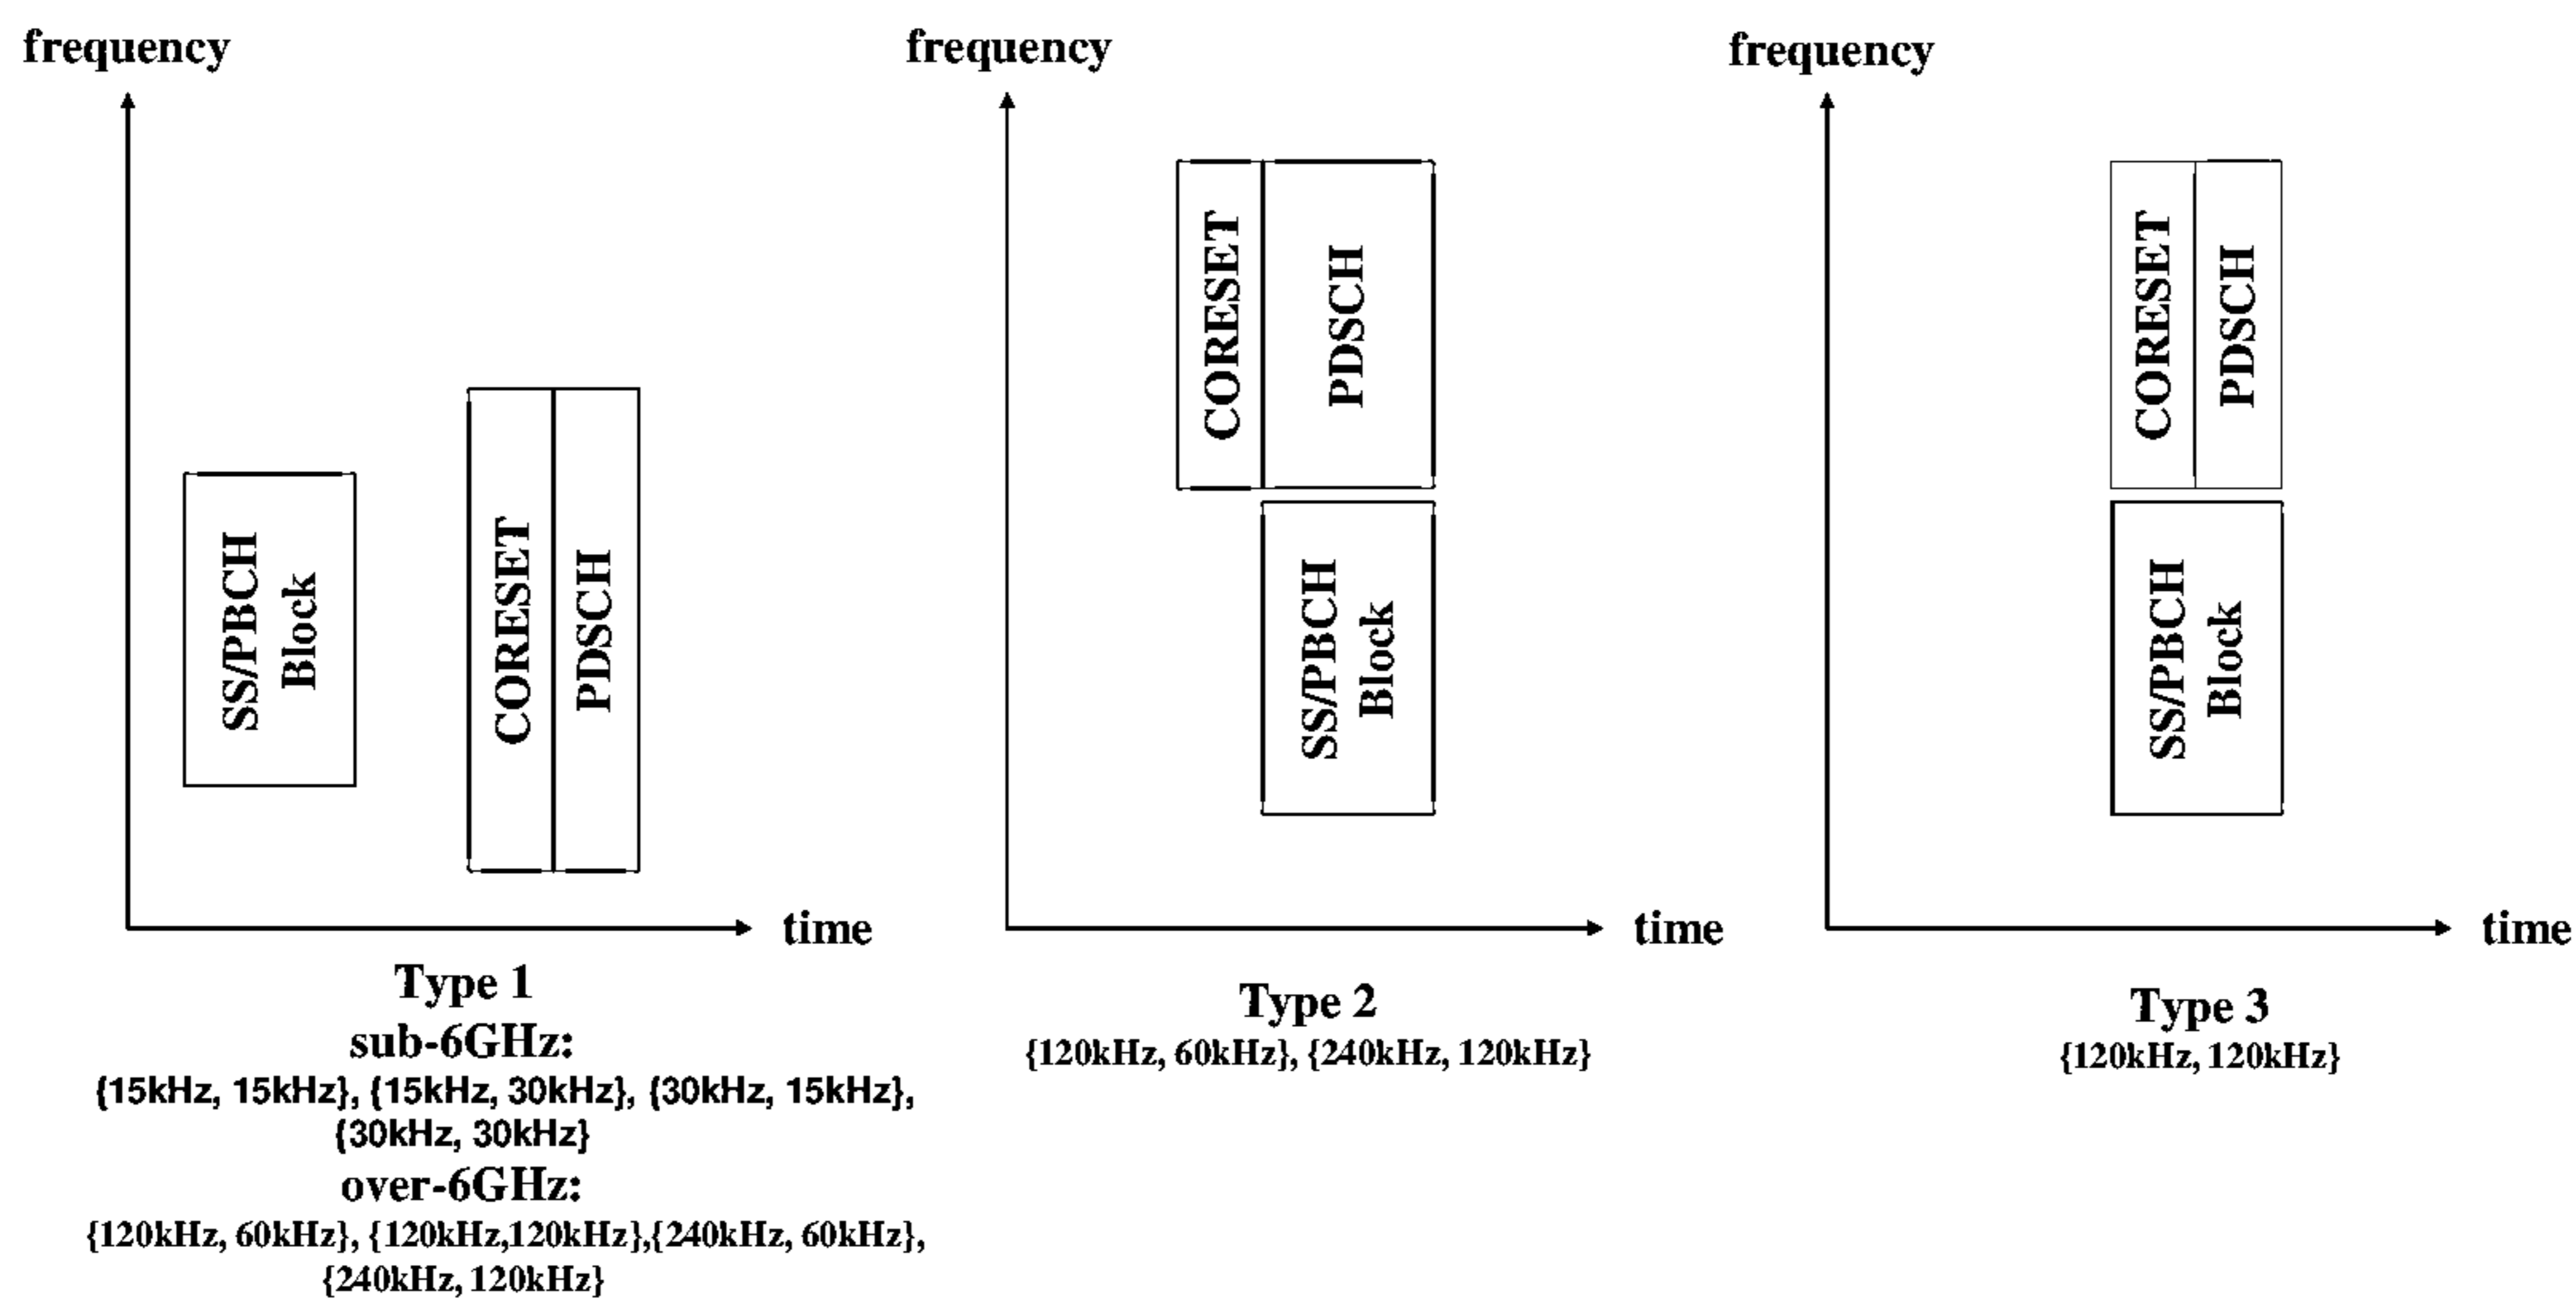 frequency
SS/PBCH
Block
CORESET
PDSCH
time
Type 1
sub-6GHz:
{15kHz, 15kHz}, {15kHz, 30kHz}, {30kHz, 15kHz},
{30kHz, 30kHz}
over-6GHz:
{120kHz, 60kHz}, {120kHz,120kHz},{240kHz, 60kHz},
{240kHz, 120kHz}
frequency
CORESET
PDSCH
SS/PBCH
Block
time
Type 2
{120kHz, 60kHz}, {240kHz, 120kHz}
frequency
CORESET
PDSCH
SS/PBCH
Block
time
Type 3
{120kHz, 120kHz}